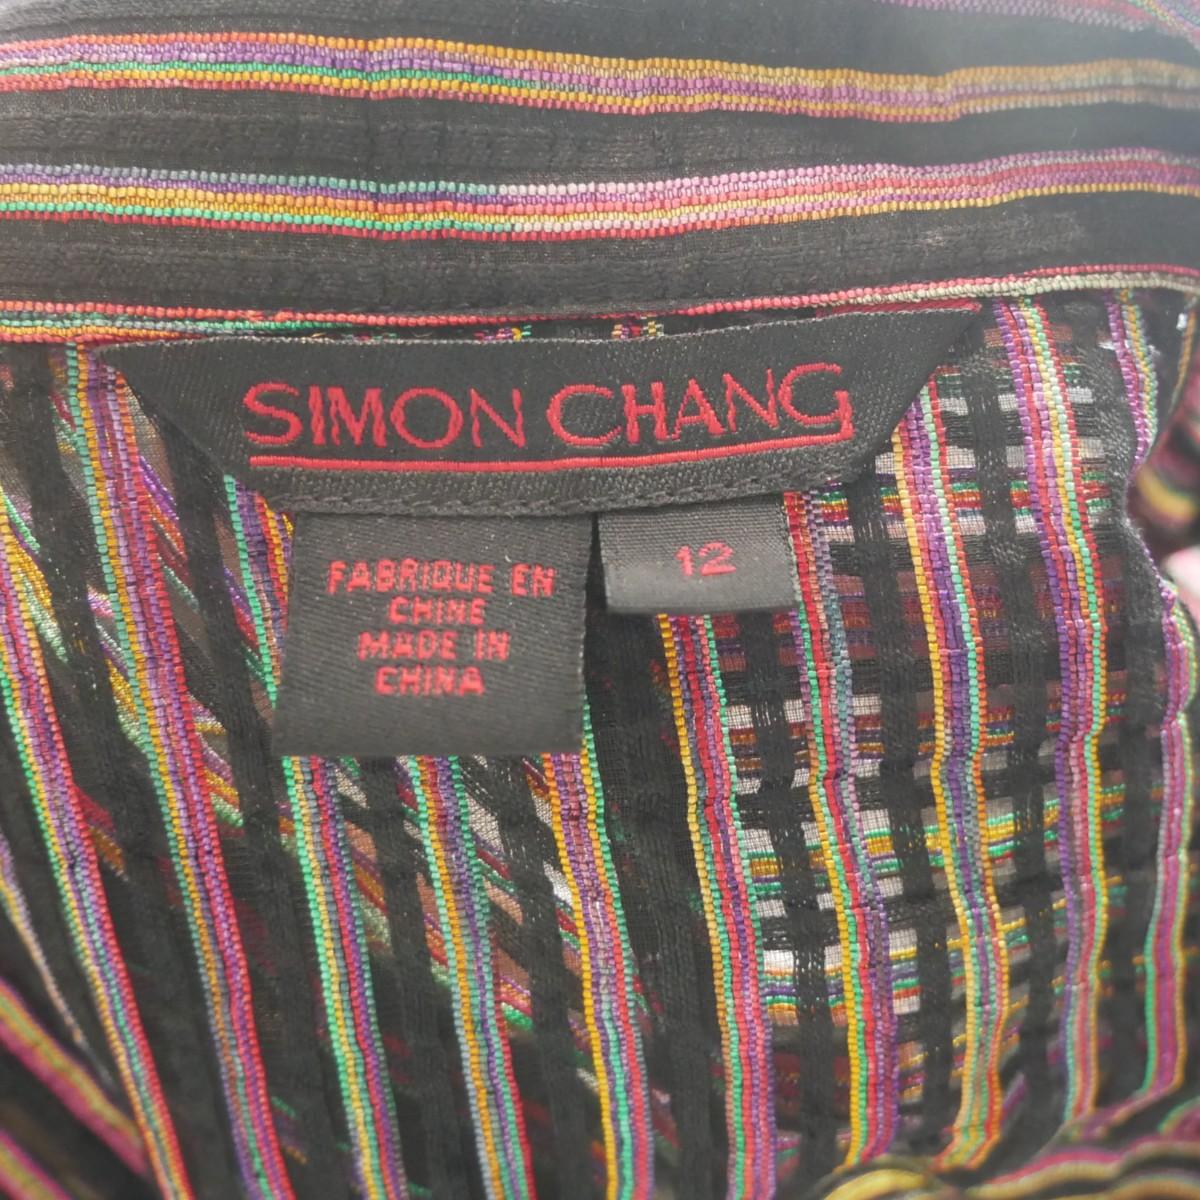 SIMON CHANG
12
FABRIQUE EN
CHINE
MADE IN
CHINA